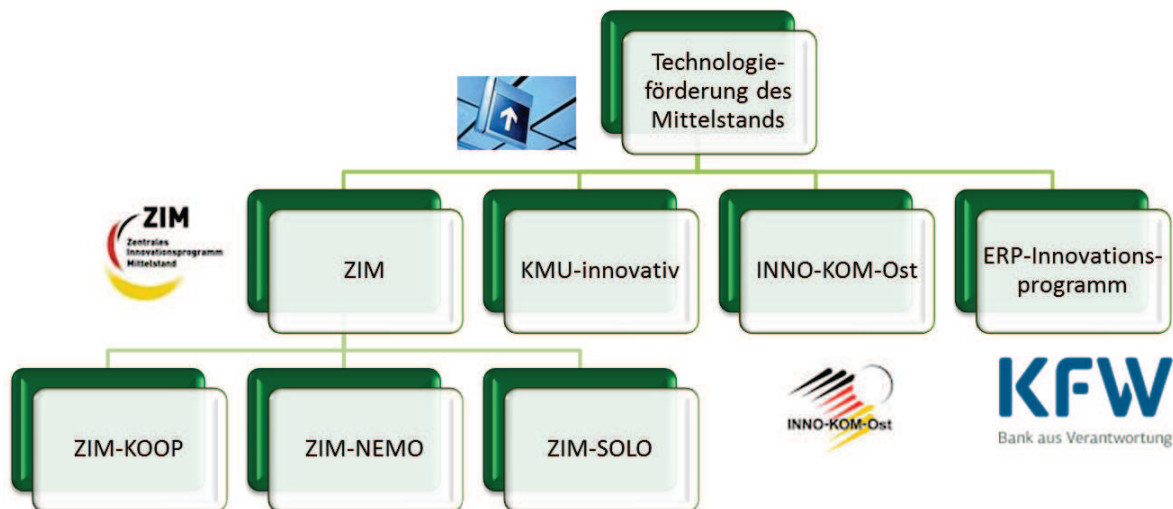 Technologie-
förderung des
Mittelstands
ZIM
Zentrales
Innovationsprogramm
Mittelstand
ZIM
KMU-innovativ
INNO-KOM-Ost
ERP-Innovations-
programm
ZIM-KOOP
ZIM-NEMO
ZIM-SOLO
INNO-KOM-Ost
KFW
Bank aus Verantwortung